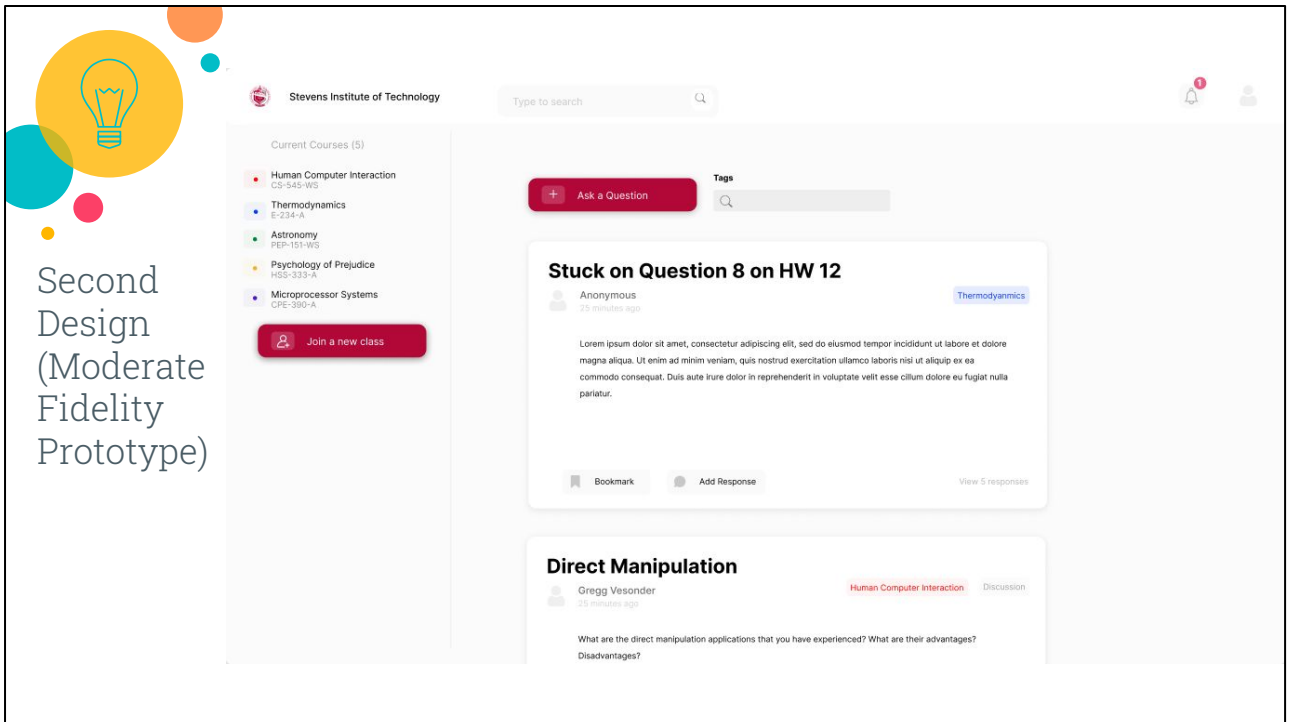 Second
Design
(Moderate
Fidelity
Prototype)
Stevens Institute of Technology
Type to search
1
Current Courses (5)
Human Computer Interaction
CS-545-WS
Thermodynamics
E-234-A
Astronomy
PEP-151-WS
Psychology of Prejudice
HSS-333-A
Microprocessor Systems
CPE-390-A
Join a new class
Ask a Question
Tags
Stuck on Question 8 on HW 12
Anonymous
25 minutes ago
Thermodyanmics
Lorem ipsum dolor sit amet, consectetur adipiscing elit, sed do eiusmod tempor incididunt ut labore et dolore
magna aliqua. Ut enim ad minim veniam, quis nostrud exercitation ullamco laboris nisi ut aliquip ex ea
commodo consequat. Duis aute irure dolor in reprehenderit in voluptate velit esse cillum dolore eu fugiat nulla
pariatur.
Bookmark
Add Response
View 5 responses
Direct Manipulation
Gregg Vesonder
25 minutes ago
Human Computer Interaction
Discussion
What are the direct manipulation applications that you have experienced? What are their advantages?
Disadvantages?